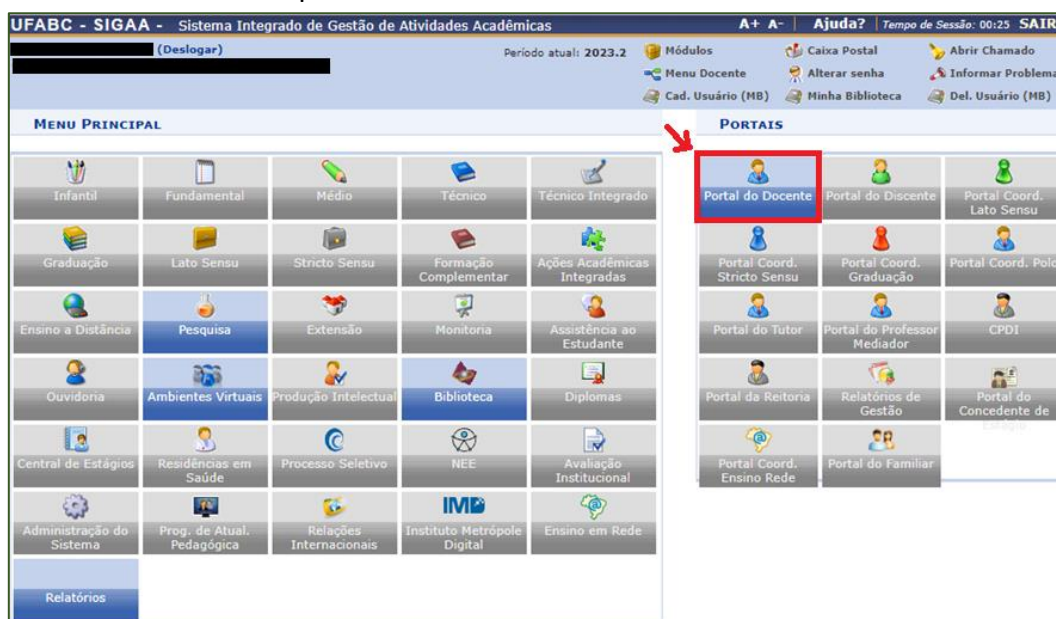 UFABC - SIGAA - Sistema Integrado de Gestão de Atividades Acadêmicas
A+ A- | Ajuda? | Tempo de Sessão: 00:25 SAIR
(Deslogar)
Período atual: 2023.2
Módulos
Caixa Postal
Abrir Chamado
Menu Docente
Alterar senha
Informar Problema
Cad. Usuário (MB)
Minha Biblioteca
Del. Usuário (MB)
MENU PRINCIPAL
Infantil
Fundamental
Médio
Técnico
Técnico Integrado
Graduação
Lato Sensu
Stricto Sensu
Formação
Complementar
Ações Acadêmicas
Integradas
Ensino a Distância
Pesquisa
Extensão
Monitoria
Assistência ao
Estudante
Ouvidoria
Ambientes Virtuais
Produção Intelectual
Biblioteca
Diplomas
Central de Estágios
Residências em
Saúde
Processo Seletivo
NEE
Avaliação
Institucional
Administração do
Sistema
Prog. de Atual.
Pedagógica
Relações
Internacionais
IMD
Instituto Metrópole
Digital
Ensino em Rede
Relatórios
PORTAIS
Portal do Docente
Portal do Discente
Portal Coord.
Lato Sensu
Portal Coord.
Stricto Sensu
Portal Coord.
Graduação
Portal Coord. Polo
Portal do Tutor
Portal do Professor
Mediador
CPDI
Portal da Reitoria
Relatórios de
Gestão
Portal do
Concedente de
Estágio
Portal Coord.
Ensino Rede
Portal do Familiar